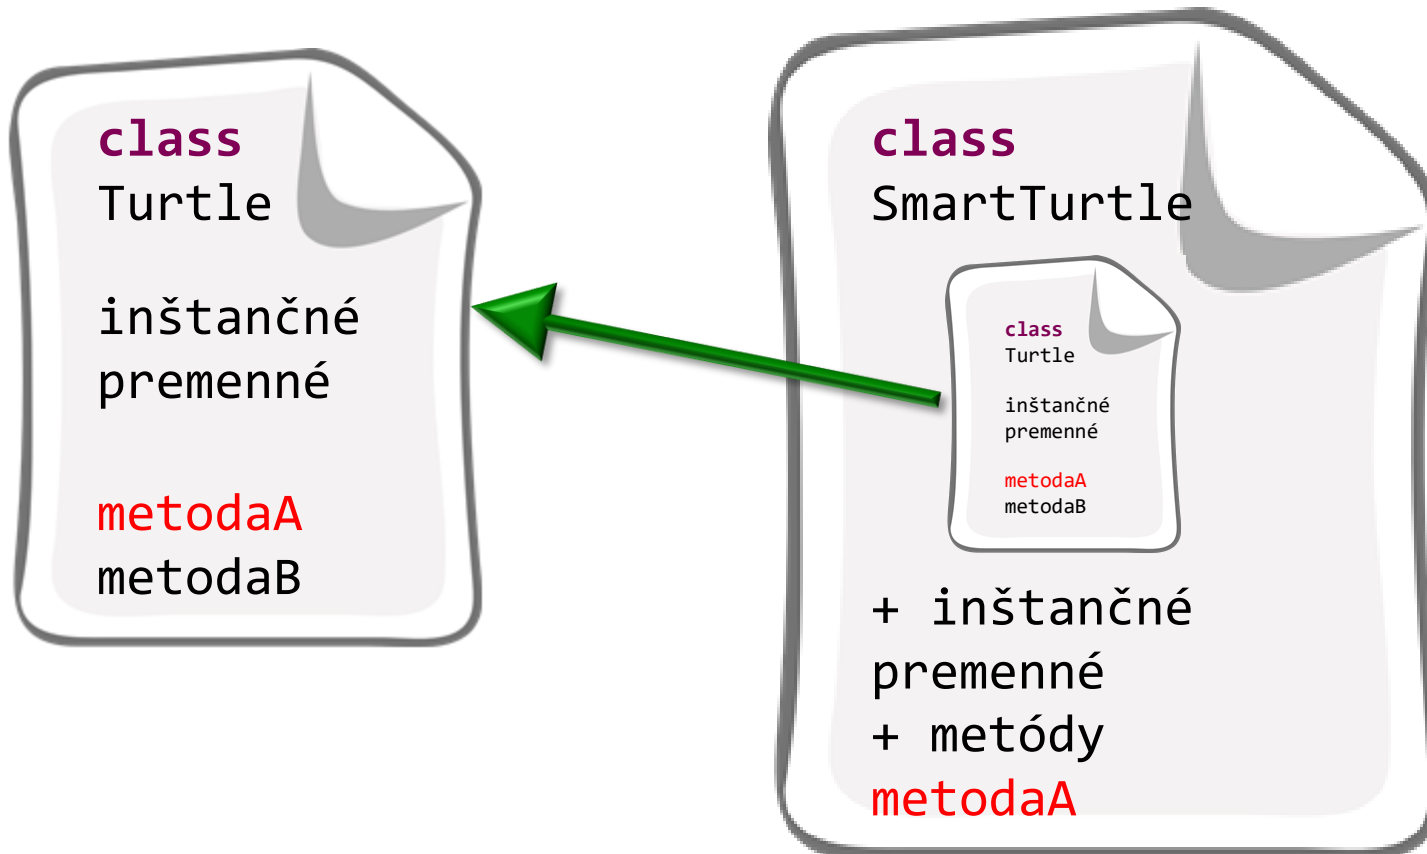 class
Turtle
inštančné
premenné
metodaA
metodaB
class
SmartTurtle
class
Turtle
inštančné
premenné
metodaA
metodaB
+ inštančné
premenné
+ metódy
metodaA